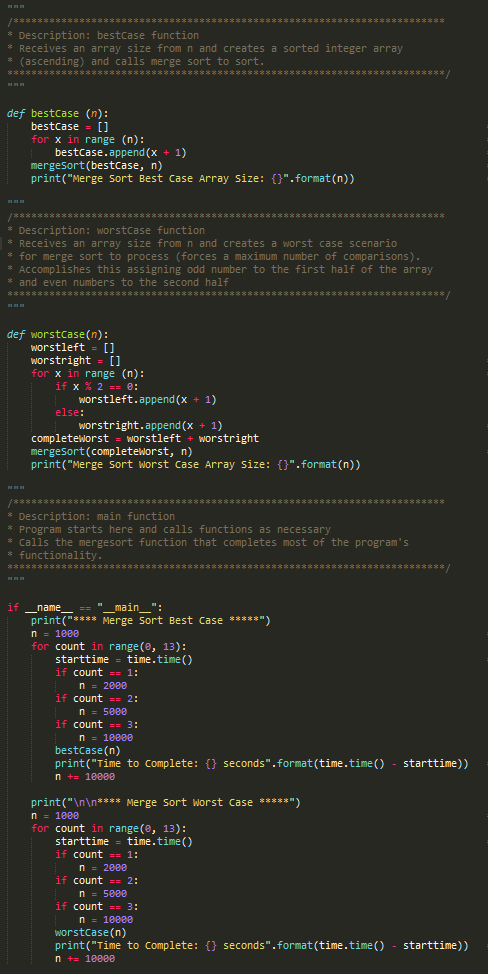 """
/************************************************************************
* Description: bestCase function
* Receives an array size from n and creates a sorted integer array
* (ascending) and calls merge sort to sort.
*************************************************************************/
"""
def bestCase (n):
    bestCase = []
    for x in range (n):
        bestCase.append(x + 1)
    mergeSort(bestCase, n)
    print("Merge Sort Best Case Array Size: {}".format(n))
"""
/************************************************************************
* Description: worstCase function
* Receives an array size from n and creates a worst case scenario
* for merge sort to process (forces a maximum number of comparisons).
* Accomplishes this assigning odd number to the first half of the array
* and even numbers to the second half
*************************************************************************/
"""
def worstCase(n):
    worstleft = []
    worstright = []
    for x in range (n):
        if x % 2 == 0:
            worstleft.append(x + 1)
        else:
            worstright.append(x + 1)
    completeWorst = worstleft + worstright
    mergeSort(completeWorst, n)
    print("Merge Sort Worst Case Array Size: {}".format(n))
"""
/************************************************************************
* Description: main function
* Program starts here and calls functions as necessary
* Calls the mergesort function that completes most of the program's
* functionality.
*************************************************************************/
"""
if __name__ == "__main__":
    print("**** Merge Sort Best Case *****")
    n = 1000
    for count in range(0, 13):
        starttime = time.time()
        if count == 1:
            n = 2000
        if count == 2:
            n = 5000
        if count == 3:
            n = 10000
        bestCase(n)
        print("Time to Complete: {} seconds".format(time.time() - starttime))
        n += 10000
    print("\n\n**** Merge Sort Worst Case *****")
    n = 1000
    for count in range(0, 13):
        starttime = time.time()
        if count == 1:
            n = 2000
        if count == 2:
            n = 5000
        if count == 3:
            n = 10000
        worstCase(n)
        print("Time to Complete: {} seconds".format(time.time() - starttime))
        n += 10000